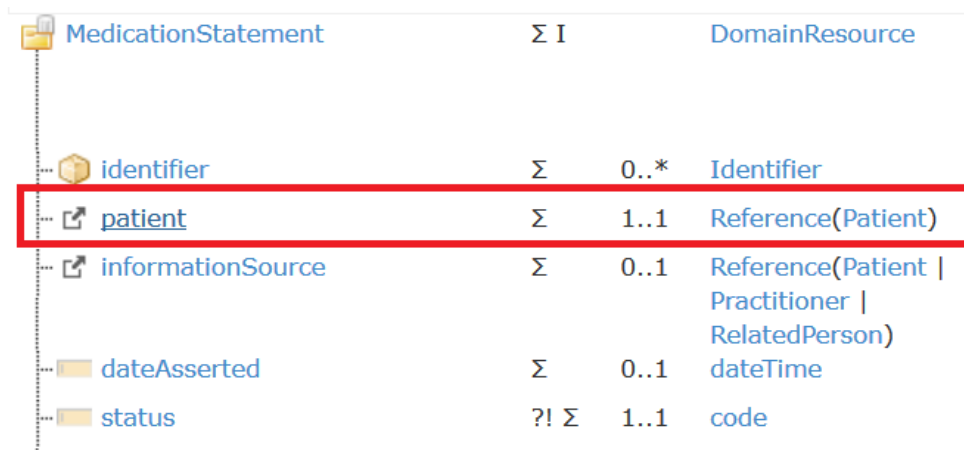 MedicationStatement Σ I DomainResource
identifier Σ 0..* Identifier
patient Σ 1..1 Reference(Patient)
informationSource Σ 0..1 Reference(Patient |
Practitioner |
RelatedPerson)
dateAsserted Σ 0..1 dateTime
status ?! Σ 1..1 code